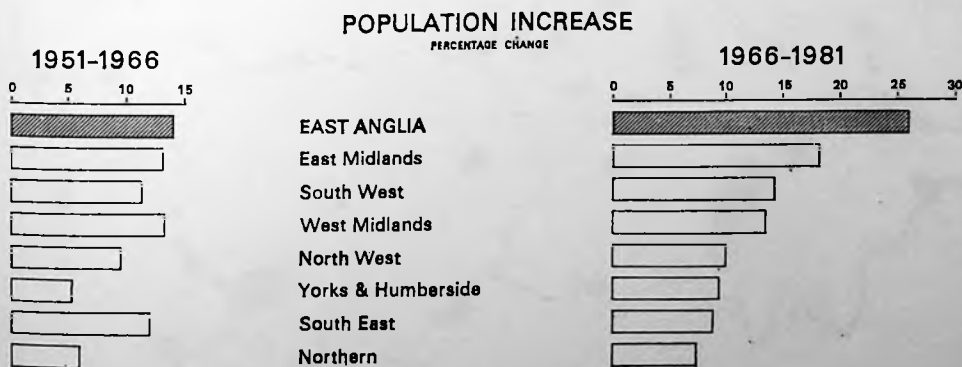 POPULATION INCREASE
PERCENTAGE CHANGE
1951–1966
1966–1981
0 5 10 15
0 5 10 15 20 25 30
EAST ANGLIA
East Midlands
South West
West Midlands
North West
Yorks & Humberside
South East
Northern